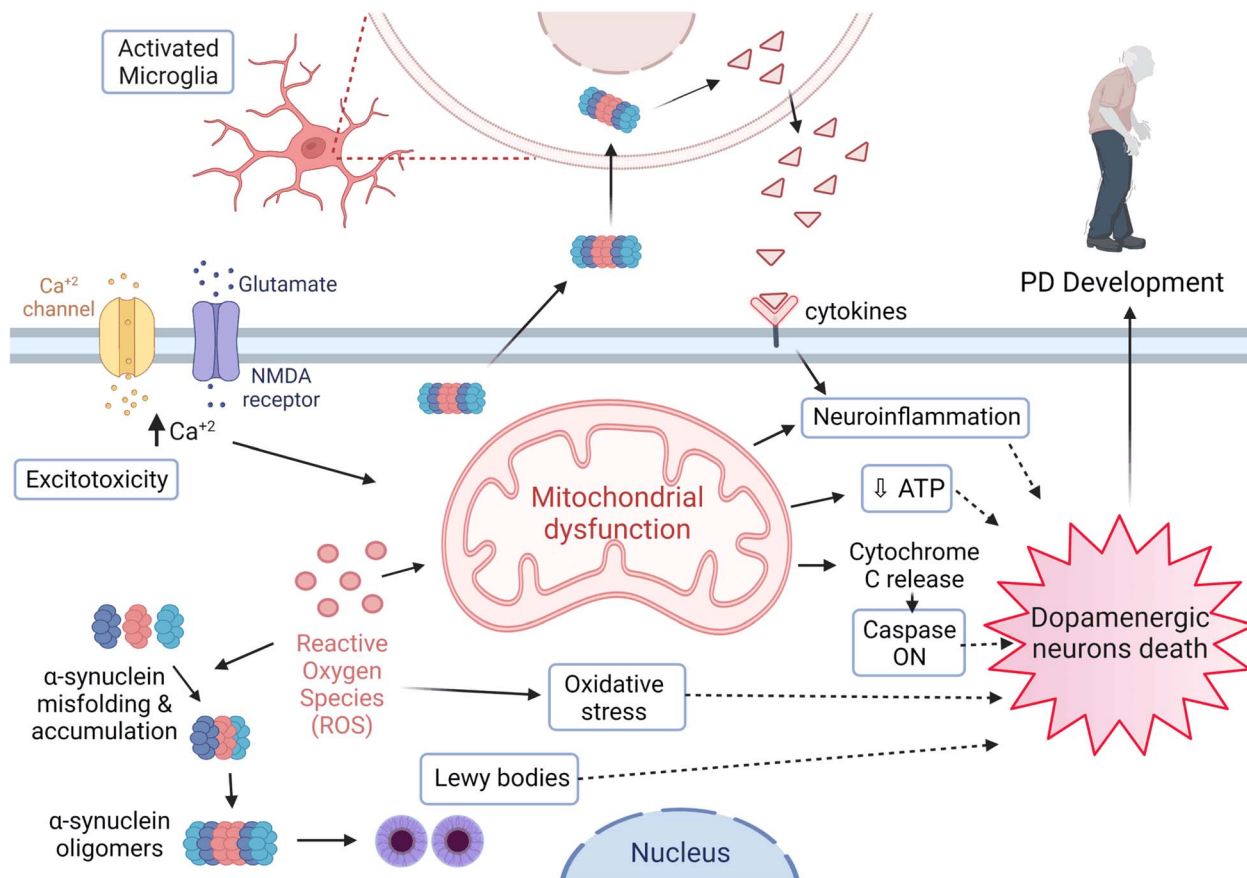 Activated
Microglia
Ca⁺²
channel
Glutamate
NMDA
receptor
Ca⁺²
Excitotoxicity
cytokines
PD Development
Neuroinflammation
Mitochondrial
dysfunction
⇩ ATP
Cytochrome
C release
Caspase
ON
Dopamenergic
neurons death
Reactive
Oxygen
Species
(ROS)
α-synuclein
misfolding &
accumulation
Oxidative
stress
Lewy bodies
α-synuclein
oligomers
Nucleus